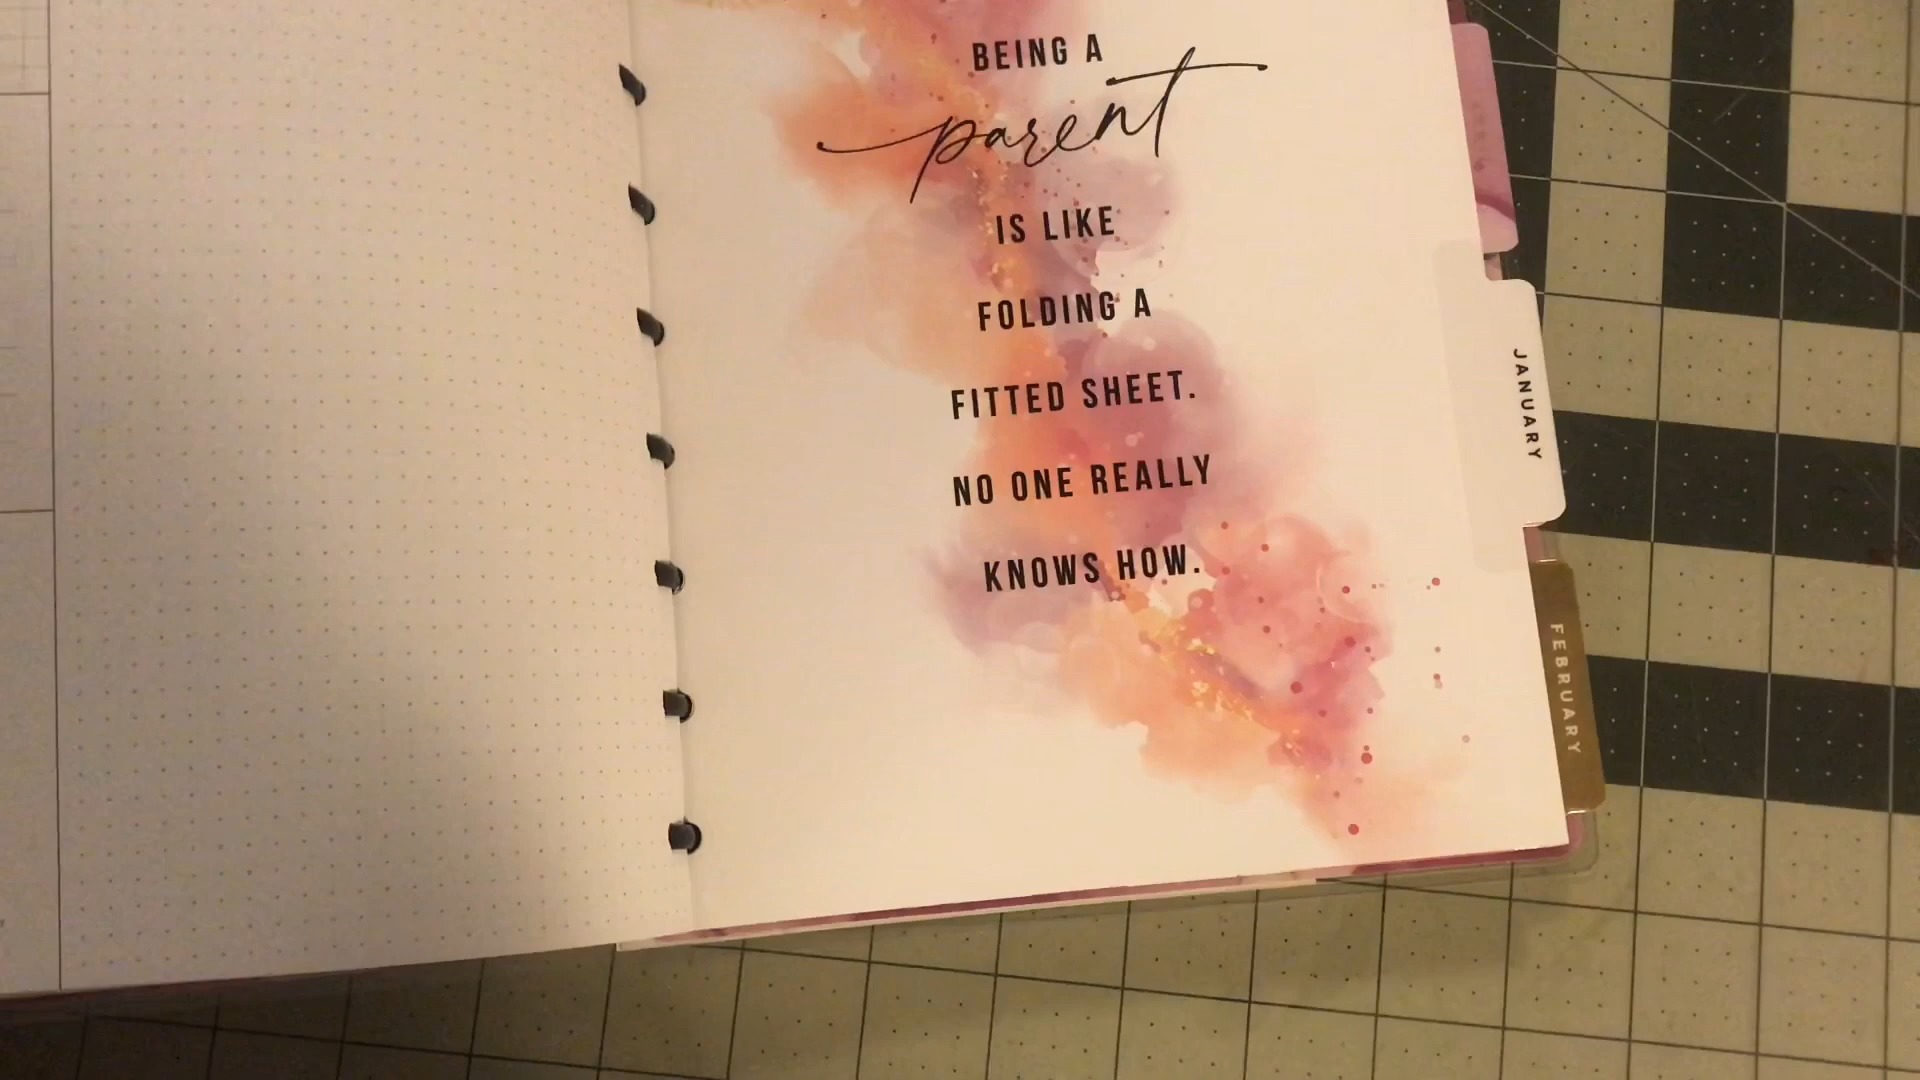 BEING A
parent
IS LIKE
FOLDING A
FITTED SHEET.
NO ONE REALLY
KNOWS HOW.
JANUARY
FEBRUARY